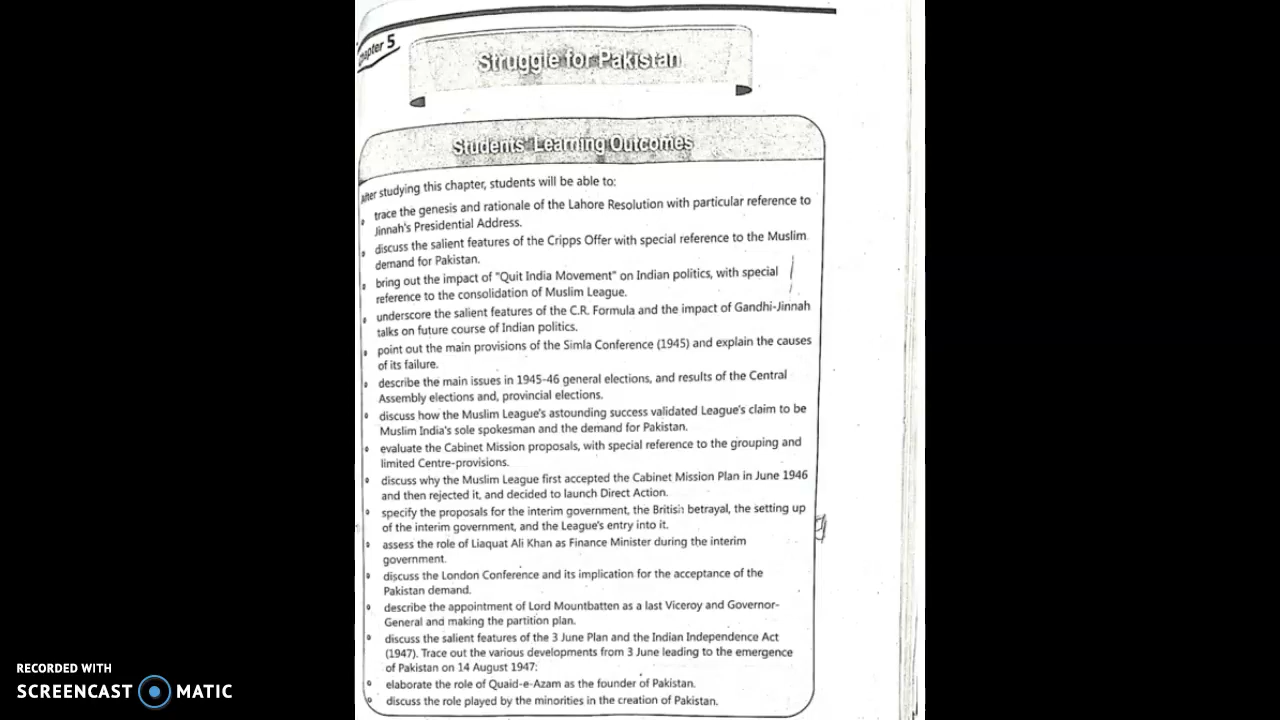 Chapter 5
Struggle for Pakistan
Students' Learning Outcomes
After studying this chapter, students will be able to:
trace the genesis and rationale of the Lahore Resolution with particular reference to
Jinnah's Presidential Address.
discuss the salient features of the Cripps Offer with special reference to the Muslim
demand for Pakistan.
bring out the impact of "Quit India Movement" on Indian politics, with special
reference to the consolidation of Muslim League.
underscore the salient features of the C.R. Formula and the impact of Gandhi-Jinnah
talks on future course of Indian politics.
point out the main provisions of the Simla Conference (1945) and explain the causes
of its failure.
describe the main issues in 1945-46 general elections, and results of the Central
Assembly elections and, provincial elections.
discuss how the Muslim League's astounding success validated League's claim to be
Muslim India's sole spokesman and the demand for Pakistan.
evaluate the Cabinet Mission proposals, with special reference to the grouping and
limited Centre-provisions.
discuss why the Muslim League first accepted the Cabinet Mission Plan in June 1946
and then rejected it, and decided to launch Direct Action.
specify the proposals for the interim government, the British betrayal, the setting up
of the interim government, and the League's entry into it.
assess the role of Liaquat Ali Khan as Finance Minister during the interim
government.
discuss the London Conference and its implication for the acceptance of the
Pakistan demand.
describe the appointment of Lord Mountbatten as a last Viceroy and Governor-
General and making the partition plan.
discuss the salient features of the 3 June Plan and the Indian Independence Act
(1947). Trace out the various developments from 3 June leading to the emergence
of Pakistan on 14 August 1947:
elaborate the role of Quaid-e-Azam as the founder of Pakistan.
discuss the role played by the minorities in the creation of Pakistan.
RECORDED WITH
SCREENCAST MATIC